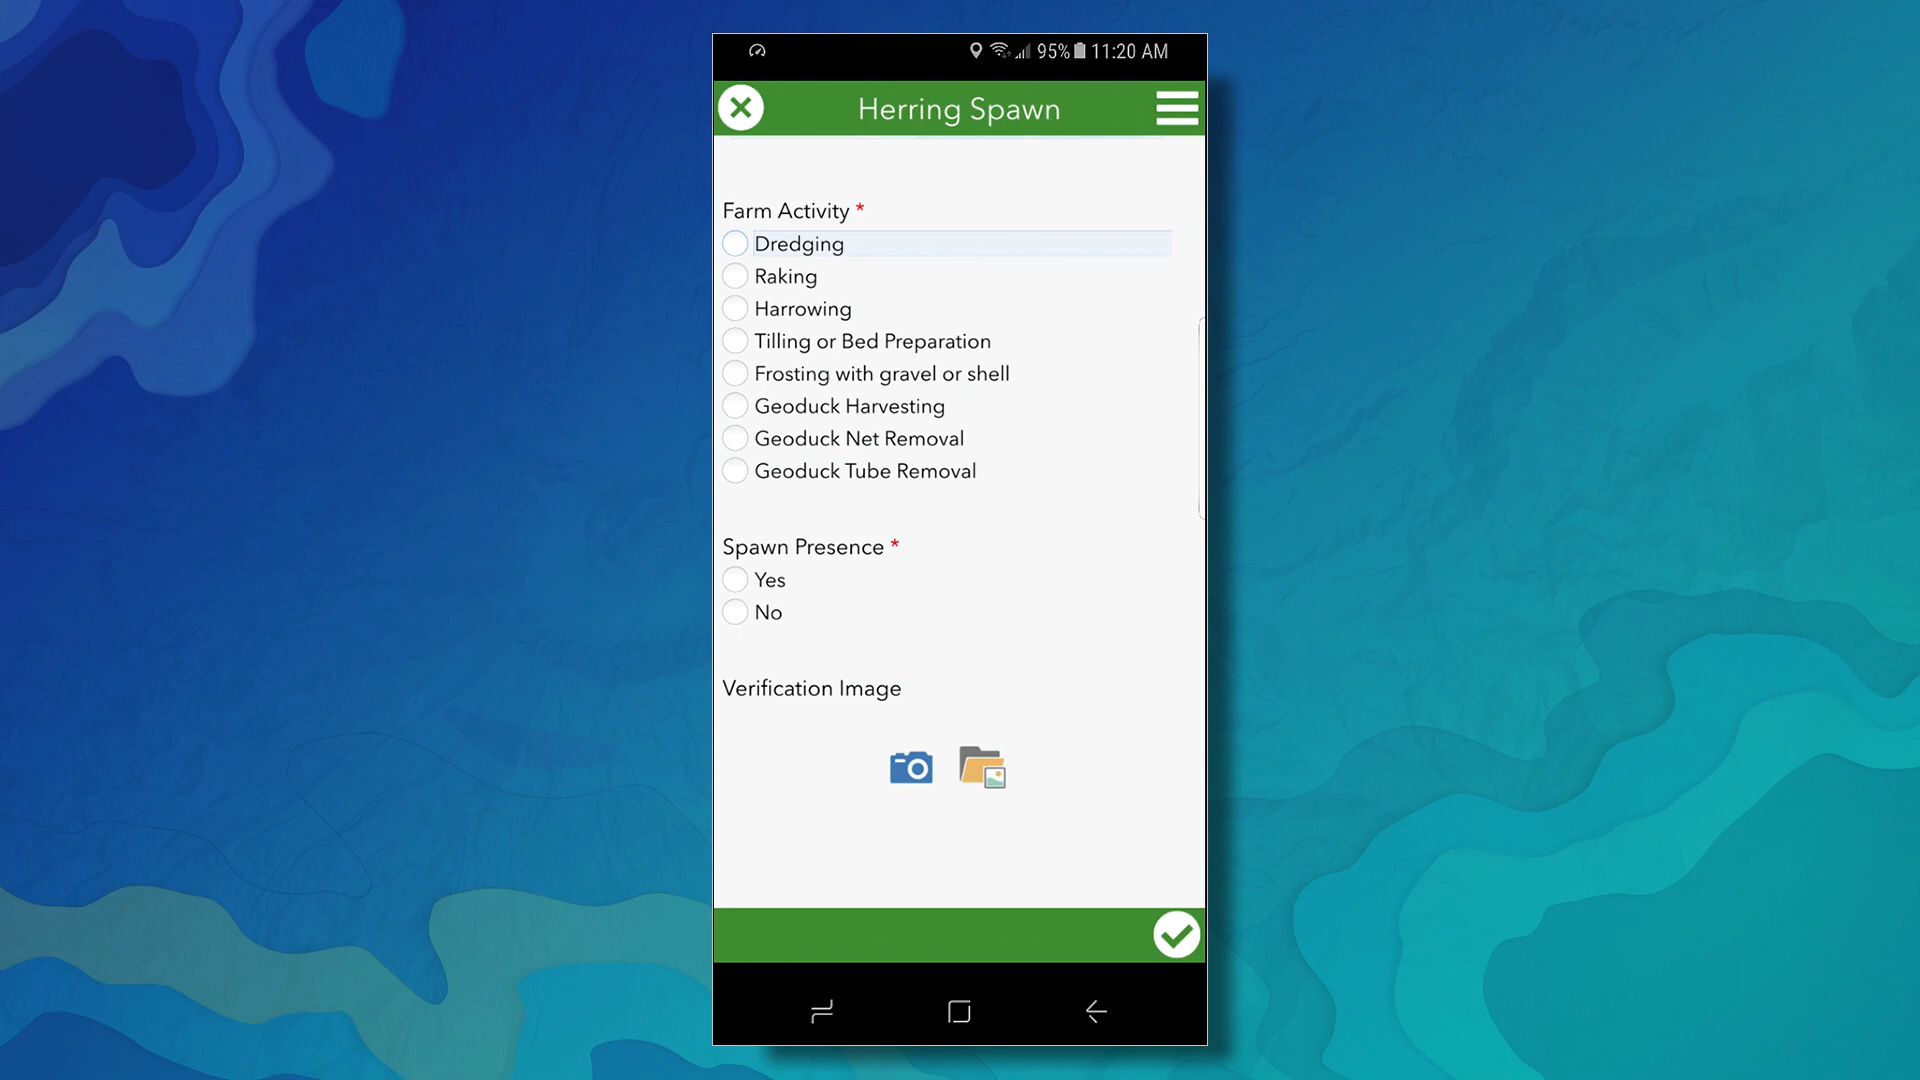 95% 11:20 AM
Herring Spawn
Farm Activity *
Dredging
Raking
Harrowing
Tilling or Bed Preparation
Frosting with gravel or shell
Geoduck Harvesting
Geoduck Net Removal
Geoduck Tube Removal
Spawn Presence *
Yes
No
Verification Image